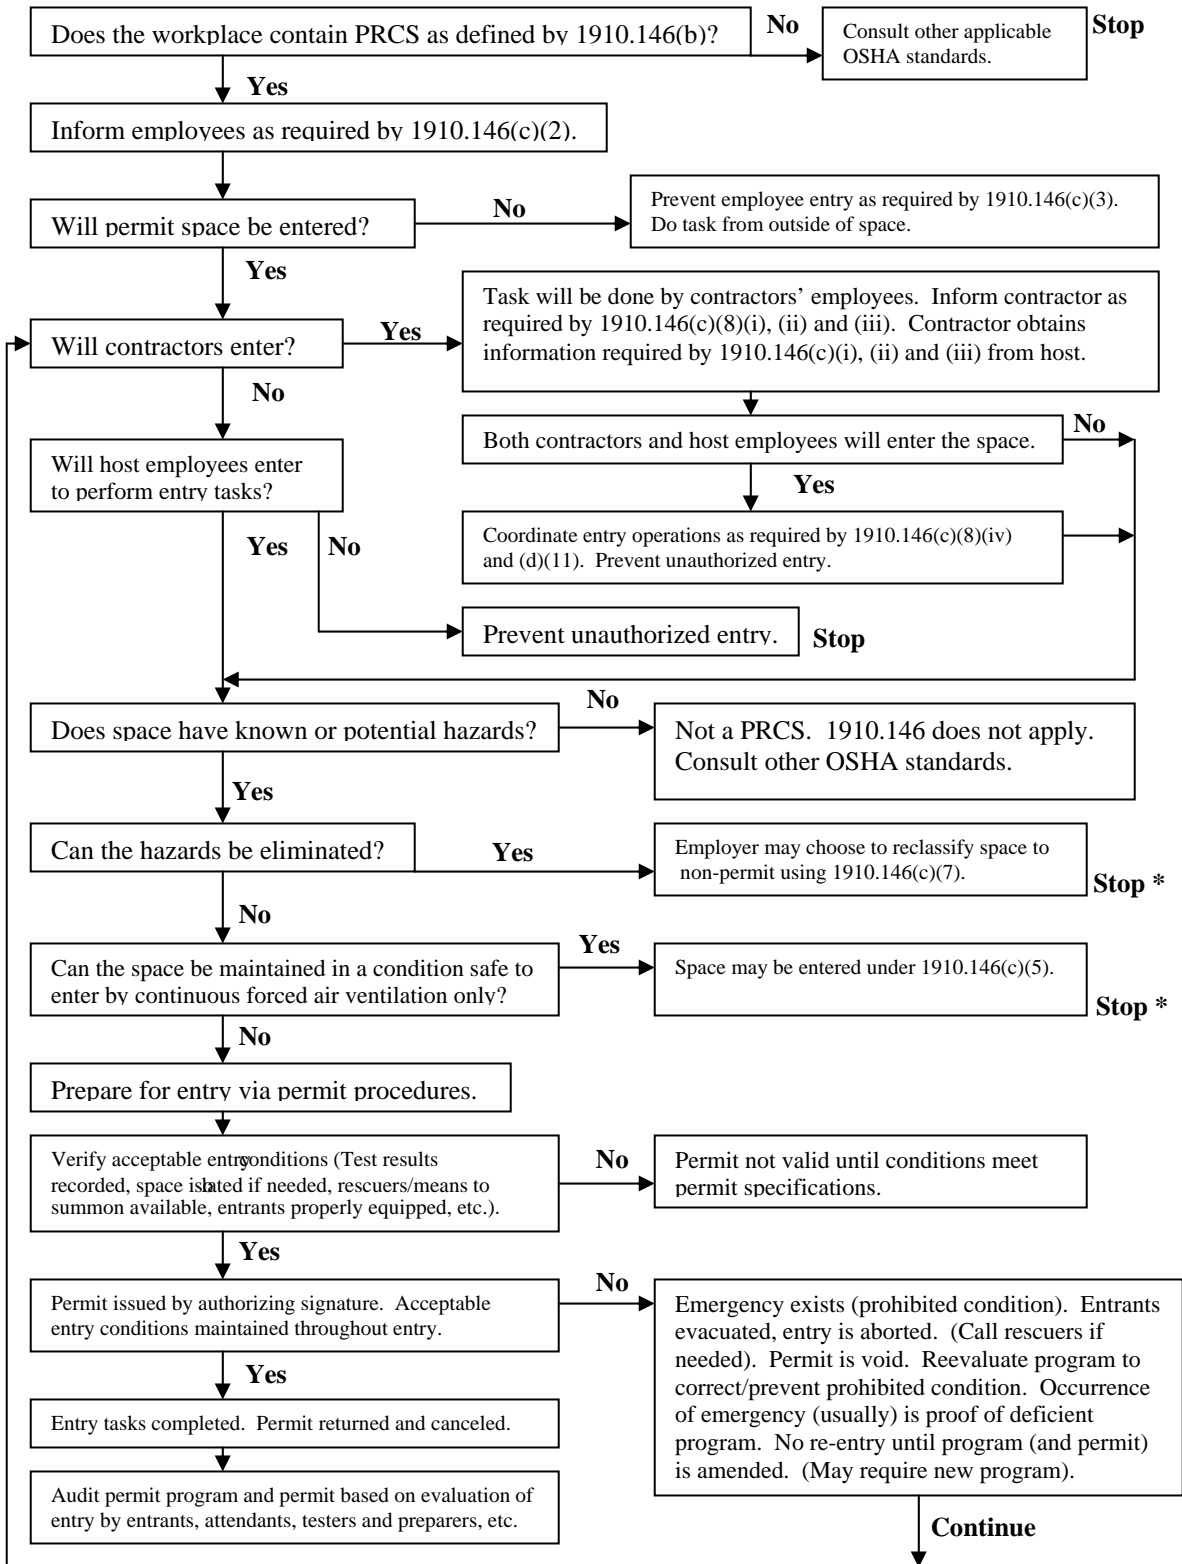 Does the workplace contain PRCS as defined by 1910.146(b)?
No
Consult other applicable
OSHA standards.
Stop
Yes
Inform employees as required by 1910.146(c)(2).
Will permit space be entered?
No
Prevent employee entry as required by 1910.146(c)(3).
Do task from outside of space.
Yes
Will contractors enter?
Yes
Task will be done by contractors’ employees. Inform contractor as
required by 1910.146(c)(8)(i), (ii) and (iii). Contractor obtains
information required by 1910.146(c)(i), (ii) and (iii) from host.
No
Both contractors and host employees will enter the space.
No
Will host employees enter
to perform entry tasks?
Yes
Coordinate entry operations as required by 1910.146(c)(8)(iv)
and (d)(11). Prevent unauthorized entry.
Yes
No
Prevent unauthorized entry.
Stop
Does space have known or potential hazards?
No
Not a PRCS. 1910.146 does not apply.
Consult other OSHA standards.
Yes
Can the hazards be eliminated?
Yes
Employer may choose to reclassify space to
non-permit using 1910.146(c)(7).
Stop *
No
Can the space be maintained in a condition safe to
enter by continuous forced air ventilation only?
Yes
Space may be entered under 1910.146(c)(5).
Stop *
No
Prepare for entry via permit procedures.
Verify acceptable entry conditions (Test results
recorded, space isolated if needed, rescuers/means to
summon available, entrants properly equipped, etc.).
No
Permit not valid until conditions meet
permit specifications.
Yes
Permit issued by authorizing signature. Acceptable
entry conditions maintained throughout entry.
No
Emergency exists (prohibited condition). Entrants
evacuated, entry is aborted. (Call rescuers if
needed). Permit is void. Reevaluate program to
correct/prevent prohibited condition. Occurrence
of emergency (usually) is proof of deficient
program. No re-entry until program (and permit)
is amended. (May require new program).
Yes
Entry tasks completed. Permit returned and canceled.
Audit permit program and permit based on evaluation of
entry by entrants, attendants, testers and preparers, etc.
Continue